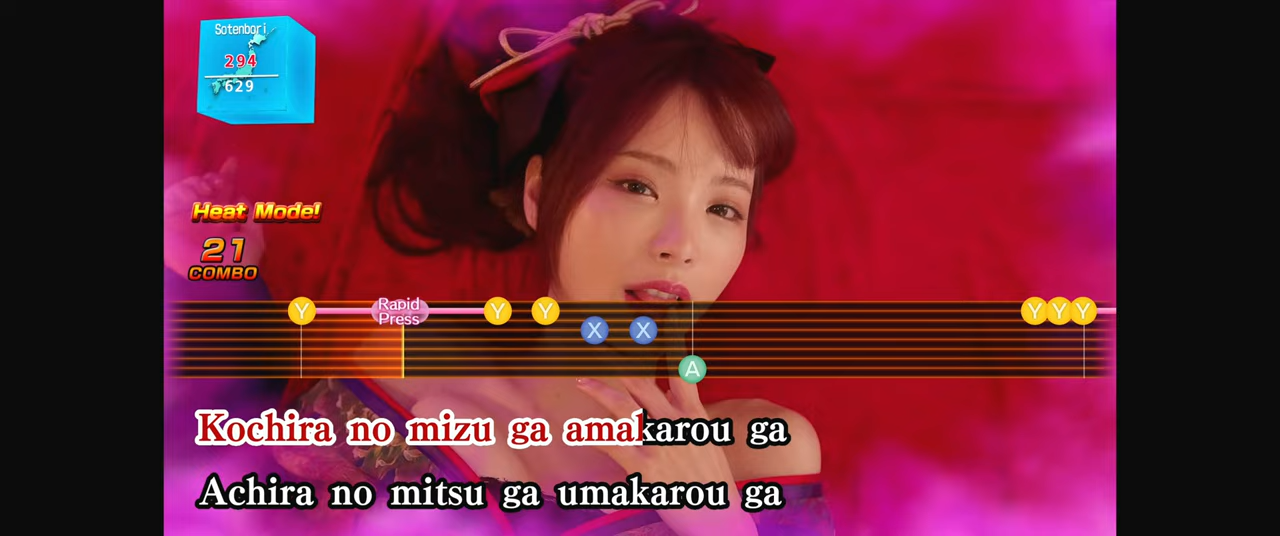 Sotenbori
294
629
Heat Mode!
21
COMBO
Y Rapid Press Y Y X X A Y Y Y
Kochira no mizu ga amakarou ga
Achira no mitsu ga umakarou ga